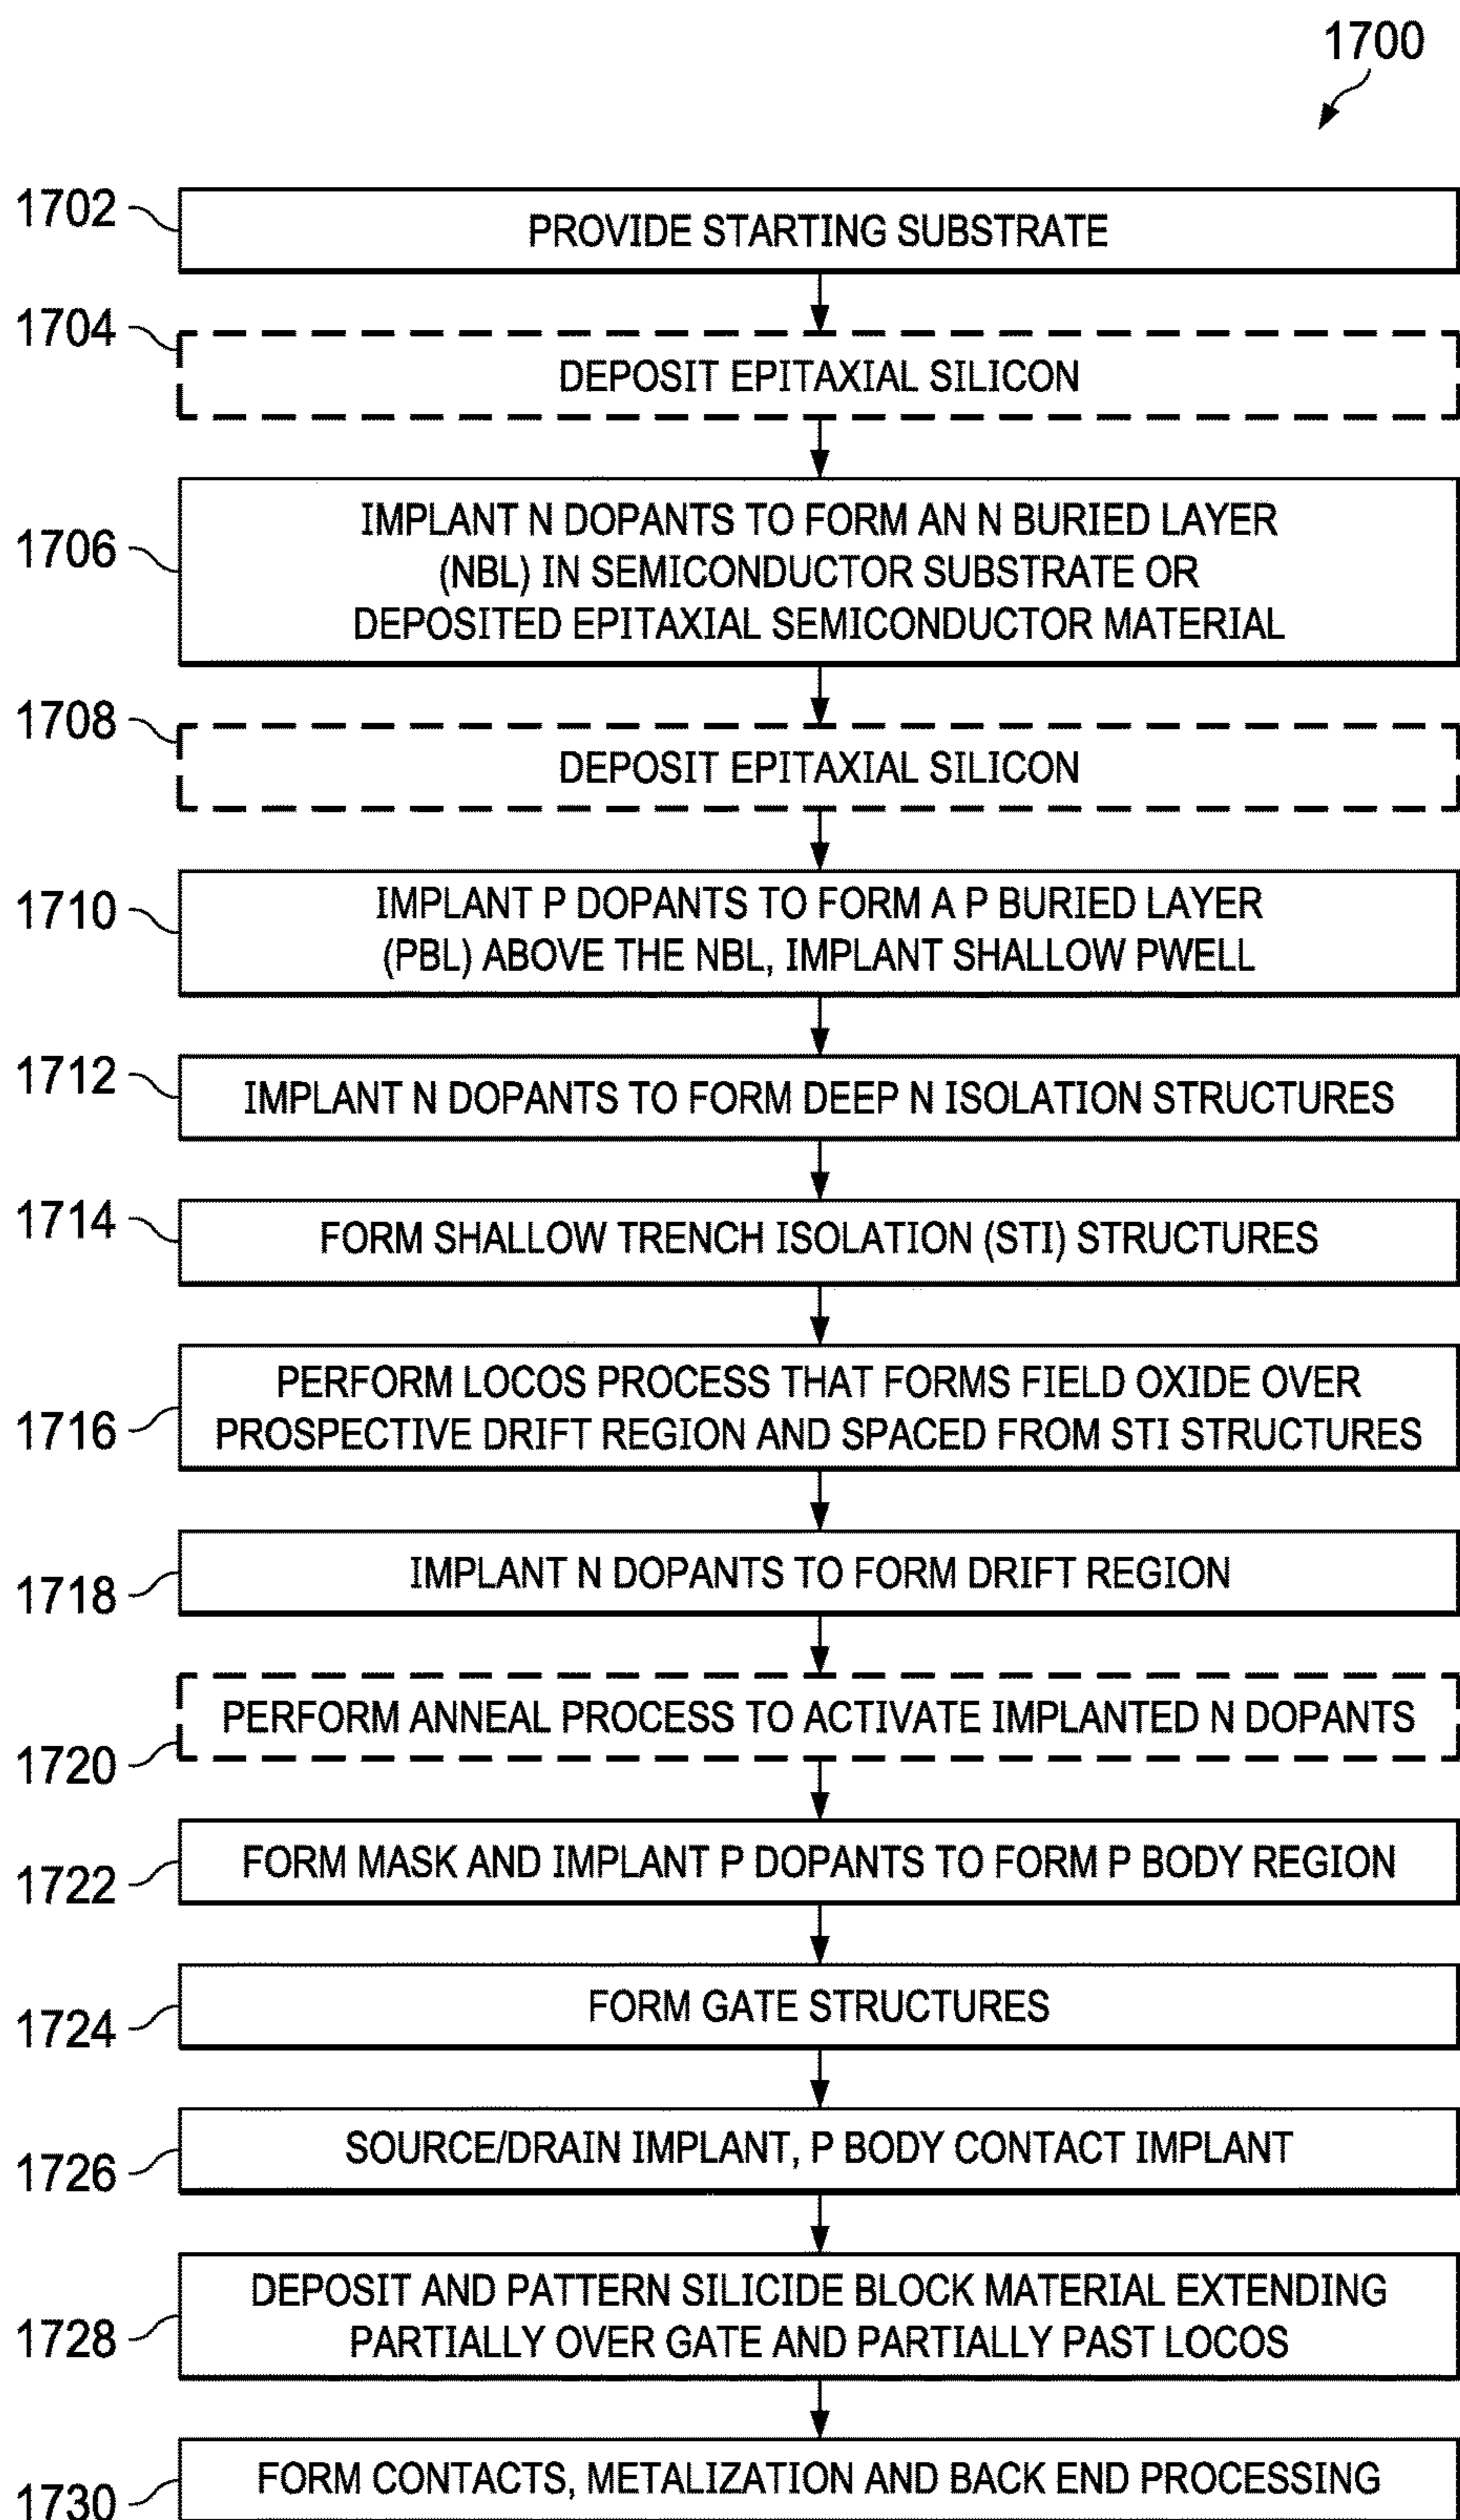 1700
1702
PROVIDE STARTING SUBSTRATE
1704
DEPOSIT EPITAXIAL SILICON
1706
IMPLANT N DOPANTS TO FORM AN N BURIED LAYER
(NBL) IN SEMICONDUCTOR SUBSTRATE OR
DEPOSITED EPITAXIAL SEMICONDUCTOR MATERIAL
1708
DEPOSIT EPITAXIAL SILICON
1710
IMPLANT P DOPANTS TO FORM A P BURIED LAYER
(PBL) ABOVE THE NBL, IMPLANT SHALLOW PWELL
1712
IMPLANT N DOPANTS TO FORM DEEP N ISOLATION STRUCTURES
1714
FORM SHALLOW TRENCH ISOLATION (STI) STRUCTURES
1716
PERFORM LOCOS PROCESS THAT FORMS FIELD OXIDE OVER
PROSPECTIVE DRIFT REGION AND SPACED FROM STI STRUCTURES
1718
IMPLANT N DOPANTS TO FORM DRIFT REGION
1720
PERFORM ANNEAL PROCESS TO ACTIVATE IMPLANTED N DOPANTS
1722
FORM MASK AND IMPLANT P DOPANTS TO FORM P BODY REGION
1724
FORM GATE STRUCTURES
1726
SOURCE/DRAIN IMPLANT, P BODY CONTACT IMPLANT
1728
DEPOSIT AND PATTERN SILICIDE BLOCK MATERIAL EXTENDING
PARTIALLY OVER GATE AND PARTIALLY PAST LOCOS
1730
FORM CONTACTS, METALIZATION AND BACK END PROCESSING